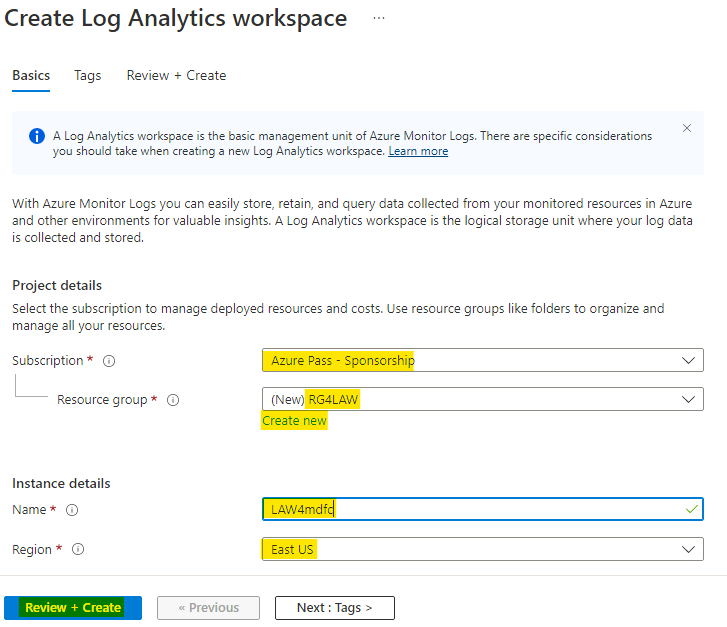 Create Log Analytics workspace ...
Basics Tags Review + Create
A Log Analytics workspace is the basic management unit of Azure Monitor Logs. There are specific considerations
you should take when creating a new Log Analytics workspace. Learn more
With Azure Monitor Logs you can easily store, retain, and query data collected from your monitored resources in Azure
and other environments for valuable insights. A Log Analytics workspace is the logical storage unit where your log data
is collected and stored.
Project details
Select the subscription to manage deployed resources and costs. Use resource groups like folders to organize and
manage all your resources.
Subscription *
Azure Pass - Sponsorship
Resource group *
(New) RG4LAW
Create new
Instance details
Name *
LAW4mdfc
Region *
East US
Review + Create
« Previous
Next : Tags >